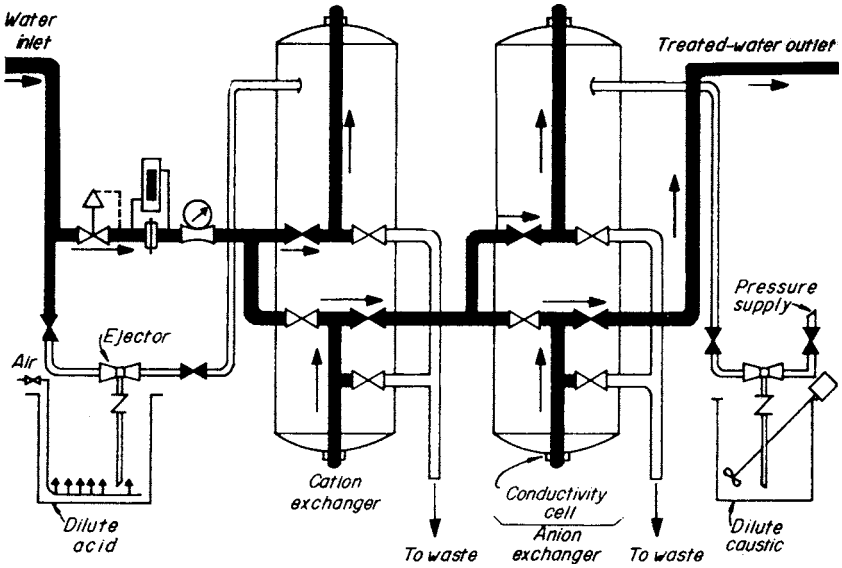 Water
inlet
Treated-water outlet
Pressure
supply
Ejector
Air
Cation
exchanger
Conductivity
cell
Anion
exchanger
Dilute
acid
Dilute
caustic
To waste
To waste